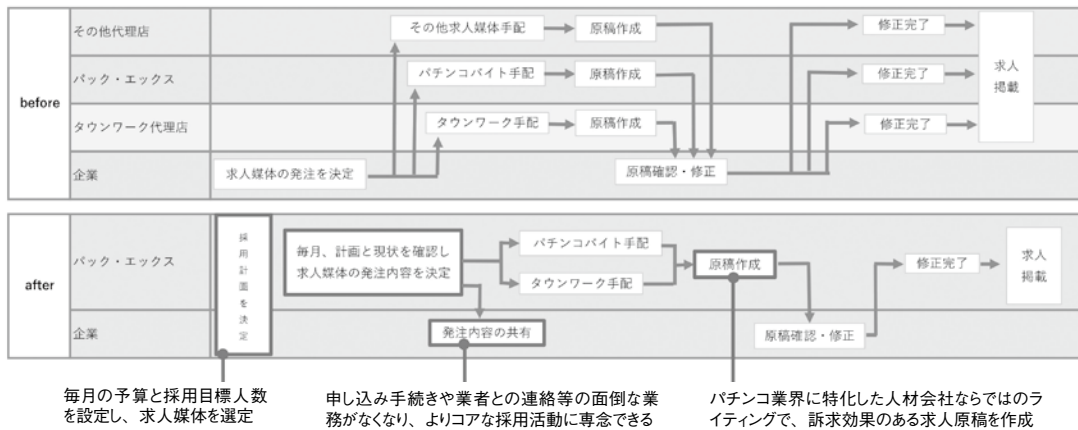 その他代理店
その他求人媒体手配
原稿作成
修正完了
パック・エックス
パチンコバイト手配
原稿作成
修正完了
求人
掲載
before
タウンワーク代理店
タウンワーク手配
原稿作成
修正完了
企業
求人媒体の発注を決定
原稿確認・修正
after
パック・エックス
採用計画を決定
毎月、計画と現状を確認し
求人媒体の発注内容を決定
パチンコバイト手配
タウンワーク手配
原稿作成
修正完了
求人
掲載
企業
発注内容の共有
原稿確認・修正
毎月の予算と採用目標人数
を設定し、求人媒体を選定
申し込み手続きや業者との連絡等の面倒な業
務がなくなり、よりコアな採用活動に専念できる
パチンコ業界に特化した人材会社ならではのラ
イティングで、訴求効果のある求人原稿を作成